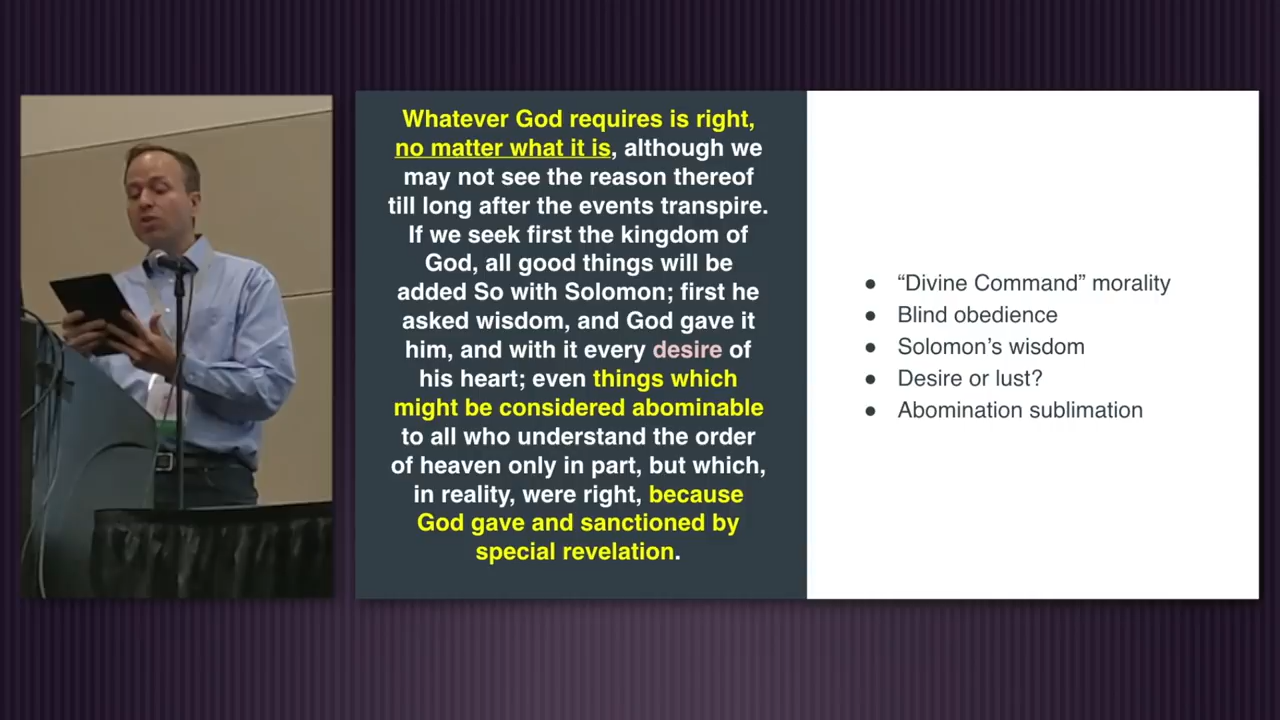 Whatever God requires is right,
no matter what it is, although we
may not see the reason thereof
till long after the events transpire.
If we seek first the kingdom of
God, all good things will be
added So with Solomon; first he
asked wisdom, and God gave it
him, and with it every desire of
his heart; even things which
might be considered abominable
to all who understand the order
of heaven only in part, but which,
in reality, were right, because
God gave and sanctioned by
special revelation.
● “Divine Command” morality
● Blind obedience
● Solomon’s wisdom
● Desire or lust?
● Abomination sublimation